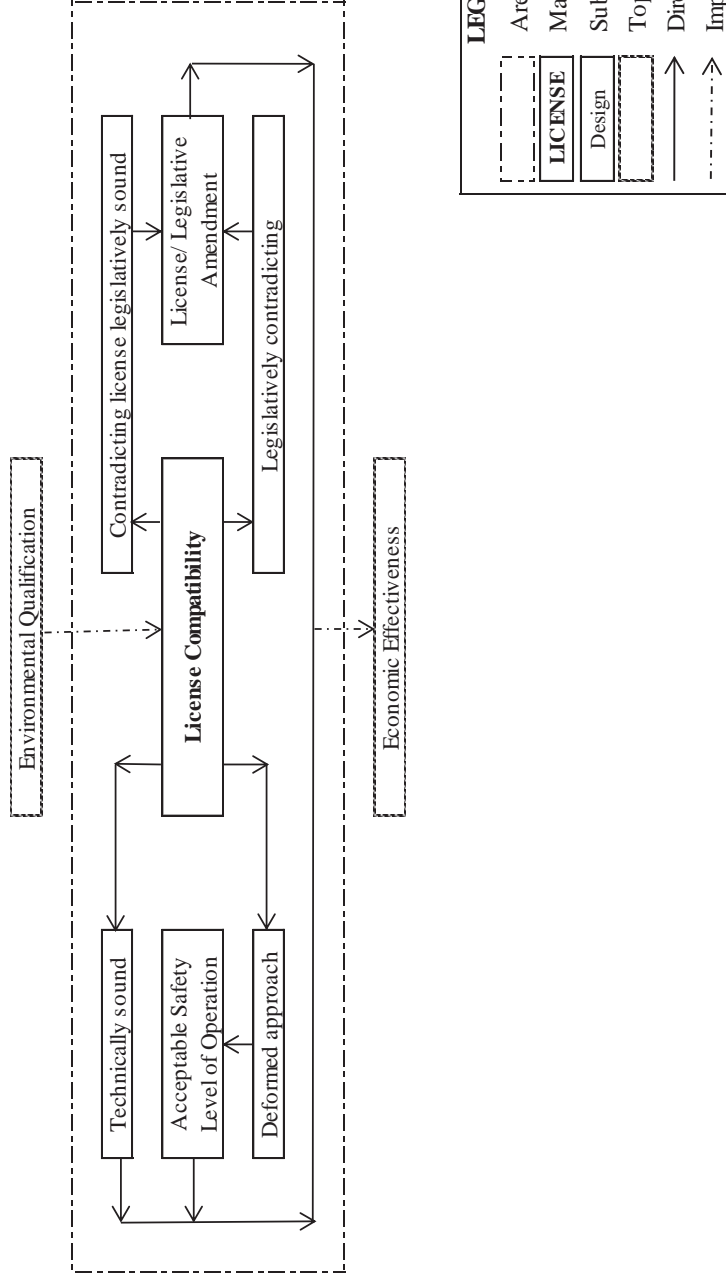 Environmental Qualification
Technically sound
Contradicting license legislatively sound
Acceptable Safety
Level of Operation
License Compatibility
License/ Legislative
Amendment
Deformed approach
Legislatively contradicting
Economic Effectiveness
LEG
Are
LICENSE
Ma
Design
Sub
Top
Dire
Imp